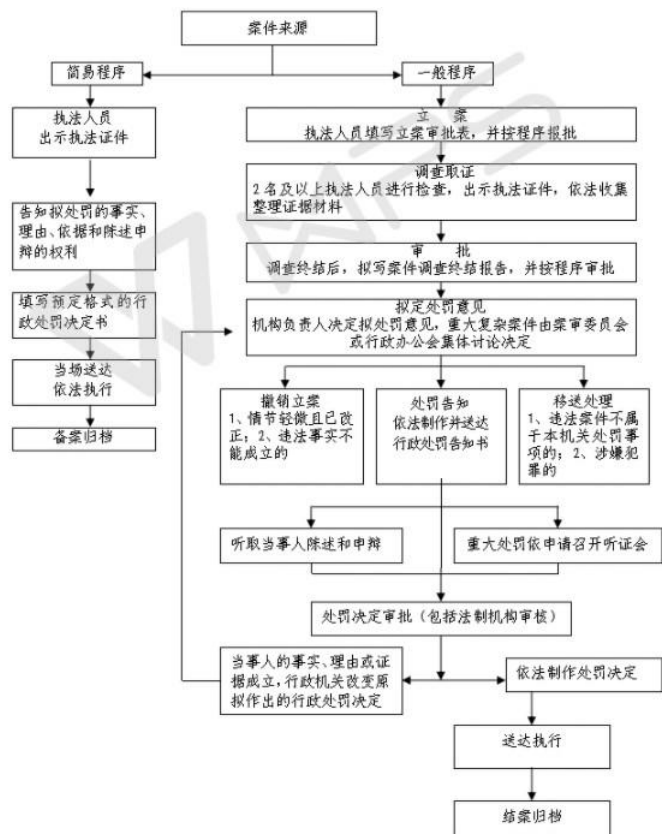 案件来源
简易程序
一般程序
执法人员
出示执法证件
告知拟处罚的事实、
理由、依据和陈述申
辩的权利
填写预定格式的行
政处罚决定书
当场送达
依法执行
备案归档
立案
执法人员填写立案审批表，并按程序报批
调查取证
2名及以上执法人员进行检查，出示执法证件，依法收集
整理证据材料
审批
调查终结后，拟写案件调查终结报告，并按程序审批
拟定处罚意见
机构负责人决定拟处罚意见，重大复杂案件由案审委员会
或行政办公会集体讨论决定
撤销立案
1、情节轻微且已改
正；2、违法事实不
能成立的
处罚告知
依法制作并送达
行政处罚告知书
移送处理
1、违法案件不属
于本机关处罚事
项的；2、涉嫌犯
罪的
听取当事人陈述和申辩
重大处罚依申请召开听证会
处罚决定审批（包括法制机构审核）
当事人的事实、理由或证
据成立，行政机关改变原
拟作出的行政处罚决定
依法制作处罚决定
送达执行
结案归档
WPS